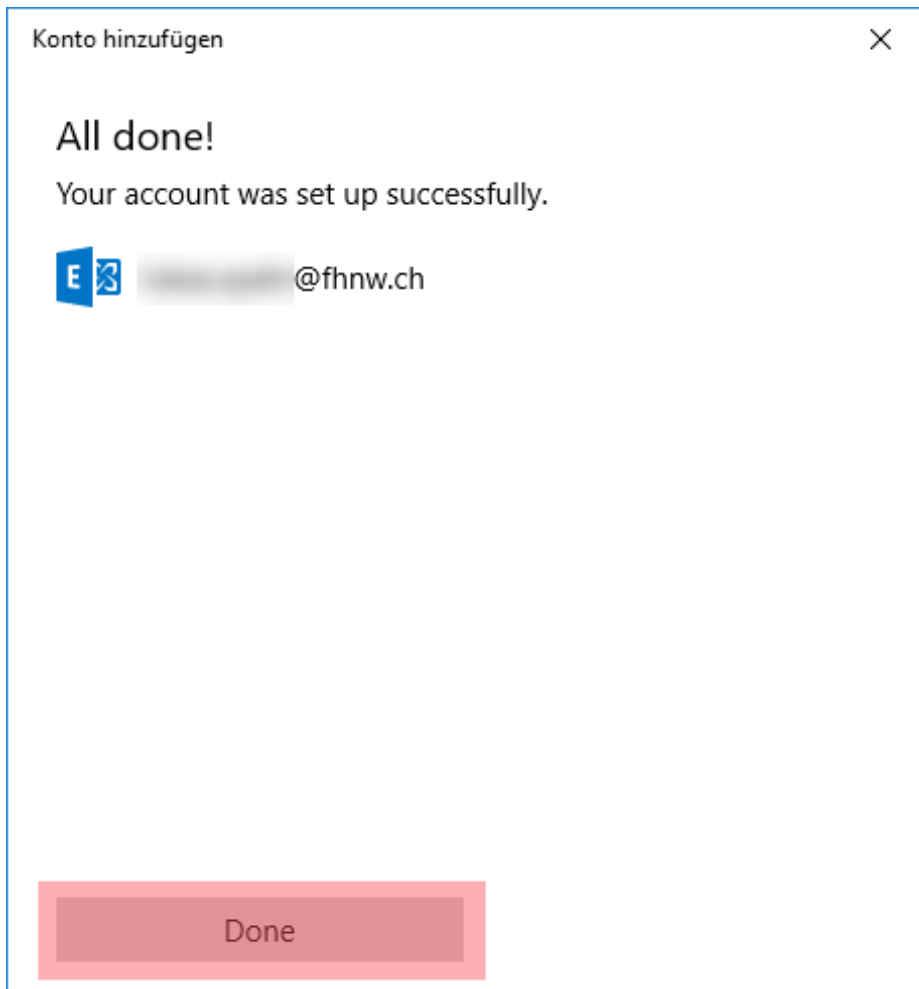 Konto hinzufügen
All done!
Your account was set up successfully.
E
@fhnw.ch
Done